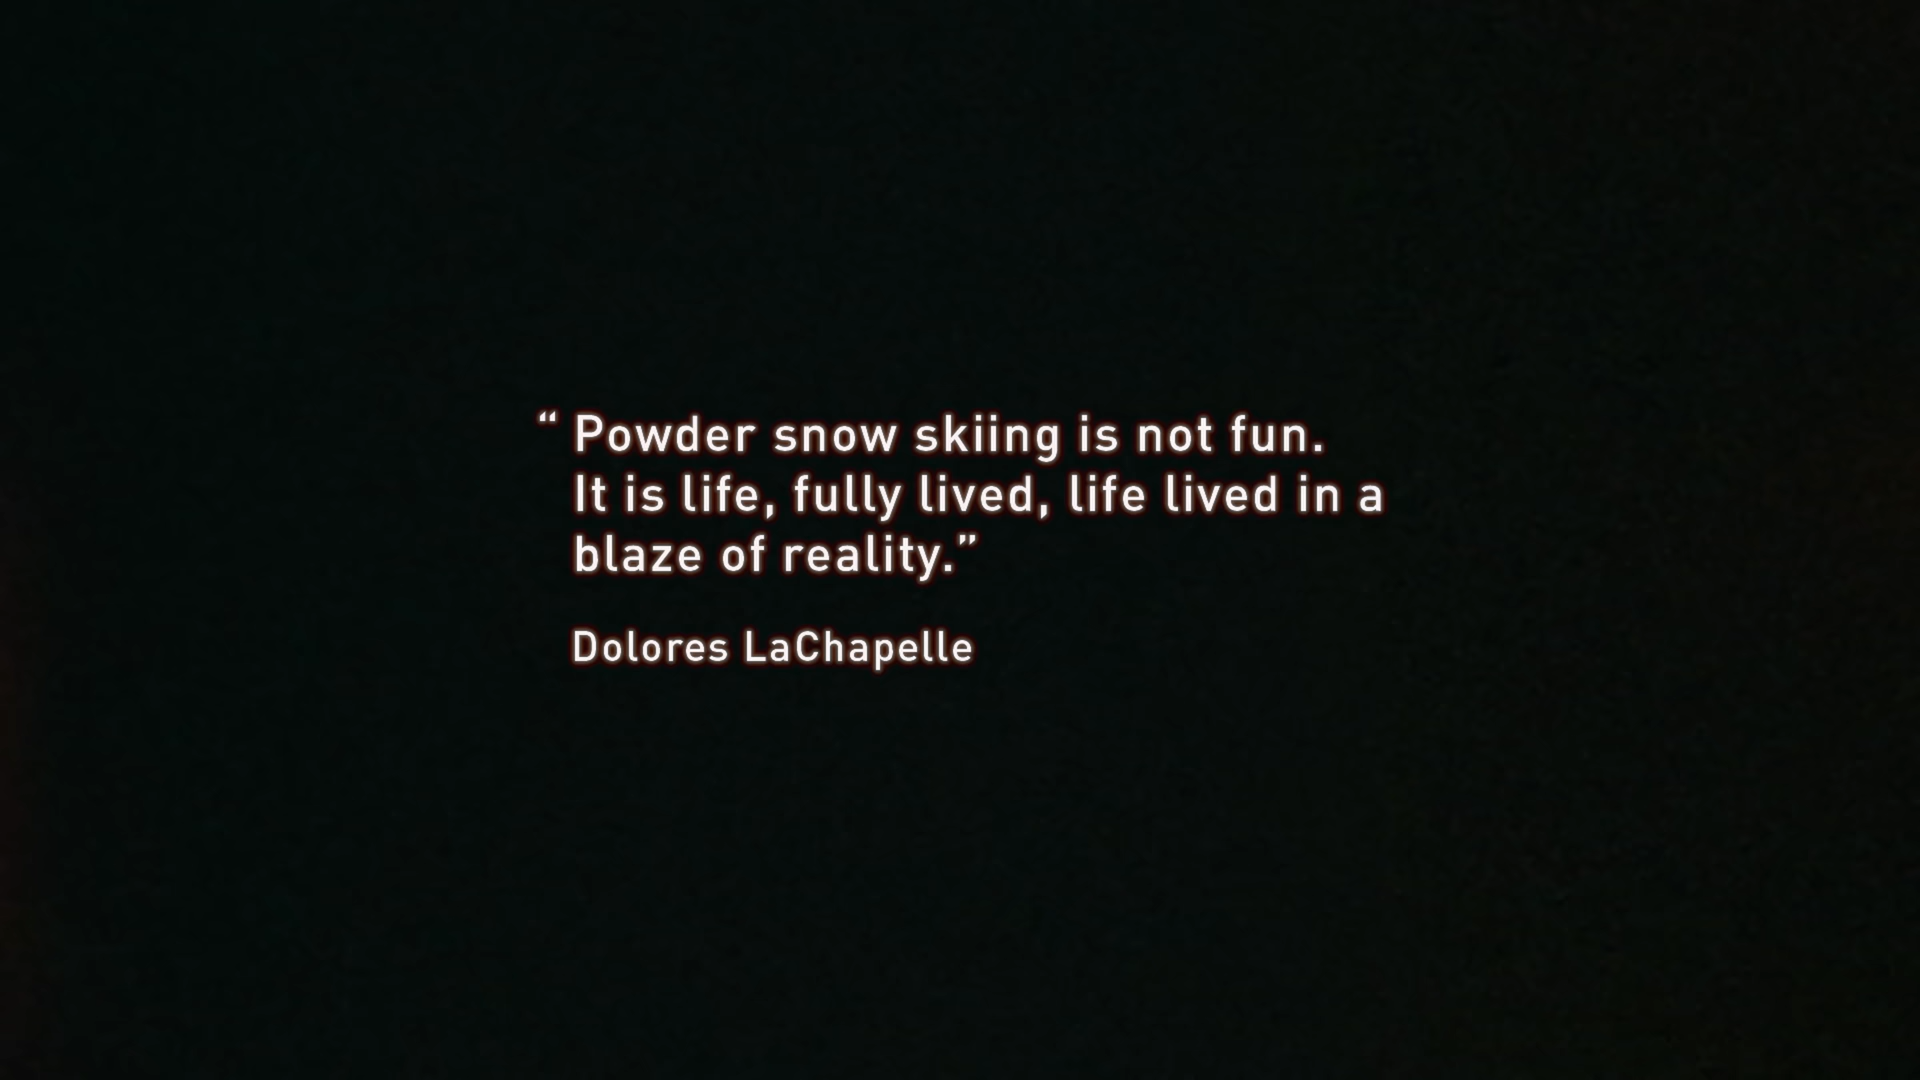 “ Powder snow skiing is not fun.
It is life, fully lived, life lived in a
blaze of reality.”
Dolores LaChapelle